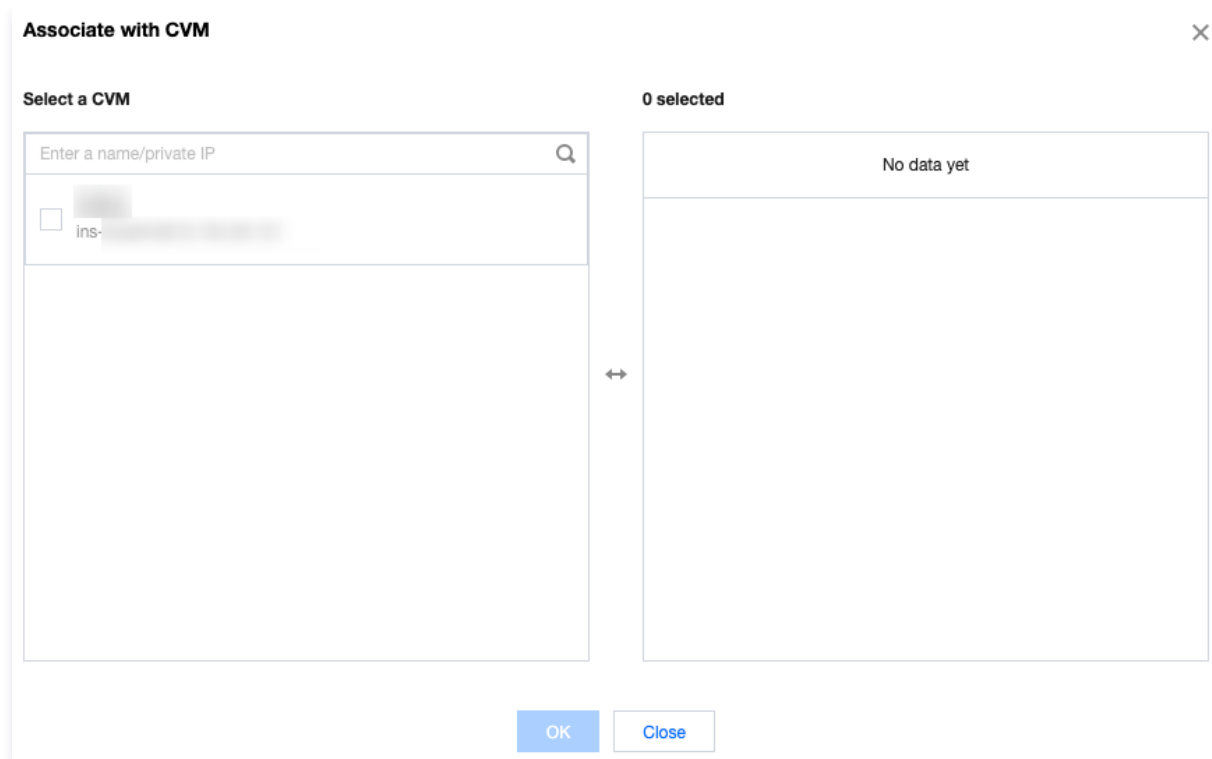 Associate with CVM
Select a CVM
0 selected
Enter a name/private IP
No data yet
ins-
OK
Close